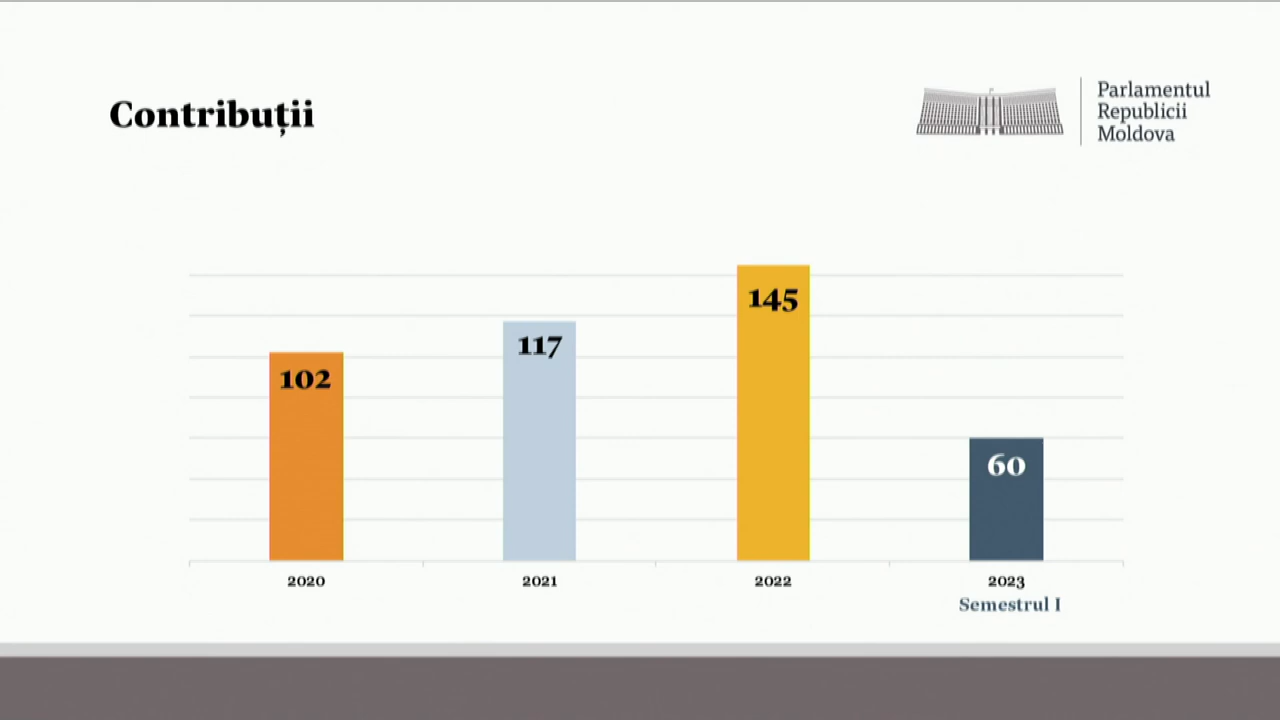 Contribuții
Parlamentul
Republicii
Moldova
102
117
145
60
2020
2021
2022
2023
Semestrul I